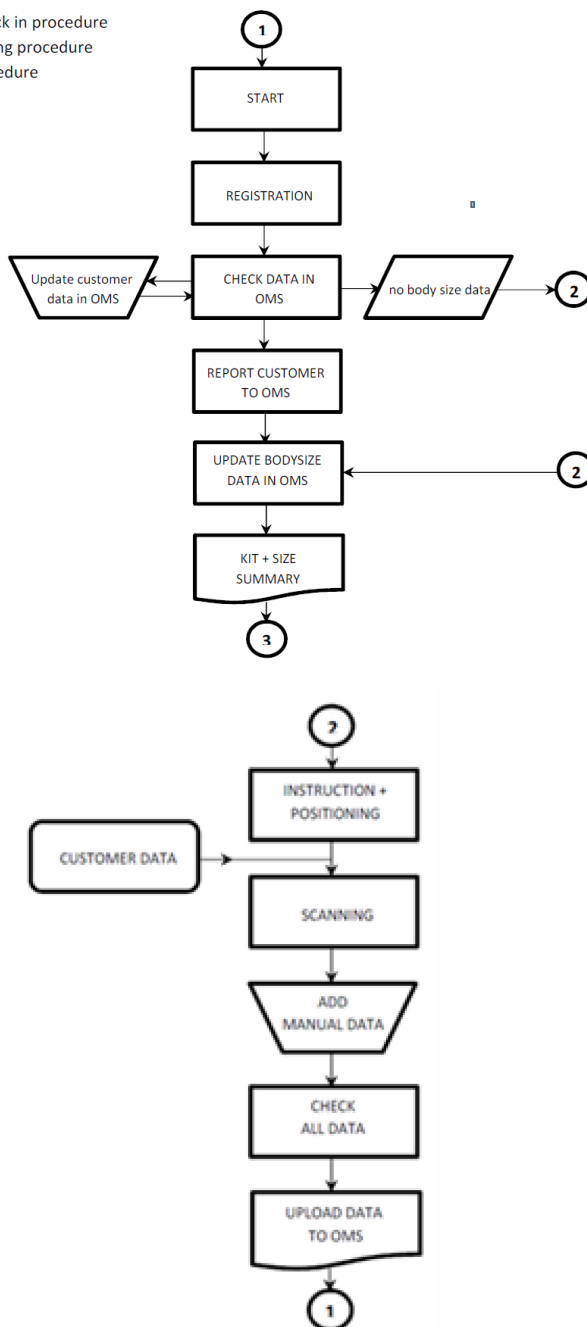 ck in procedure
ng procedure
edure
1
START
REGISTRATION
Update customer
data in OMS
CHECK DATA IN
OMS
no body size data
2
REPORT CUSTOMER
TO OMS
UPDATE BODYSIZE
DATA IN OMS
2
KIT + SIZE
SUMMARY
3
2
INSTRUCTION +
POSITIONING
CUSTOMER DATA
SCANNING
ADD
MANUAL DATA
CHECK
ALL DATA
UPLOAD DATA
TO OMS
1